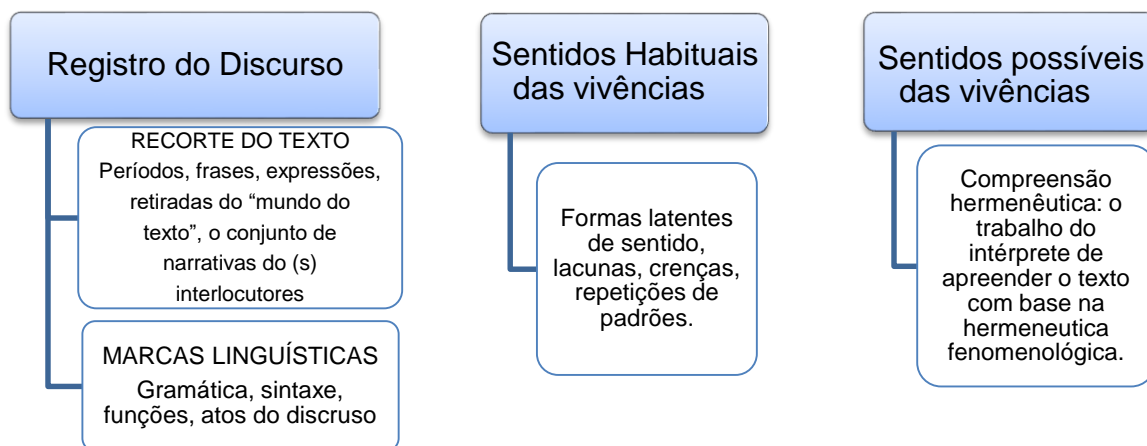 Registro do Discurso
RECORTE DO TEXTO
Períodos, frases, expressões,
retiradas do “mundo do
texto”, o conjunto de
narrativas do (s)
interlocutores
MARCAS LINGUÍSTICAS
Gramática, sintaxe,
funções, atos do discruso
Sentidos Habituais
das vivências
Formas latentes
de sentido,
lacunas, crenças,
repetições de
padrões.
Sentidos possíveis
das vivências
Compreensão
hermenêutica: o
trabalho do
intérprete de
apreender o texto
com base na
hermeneutica
fenomenológica.